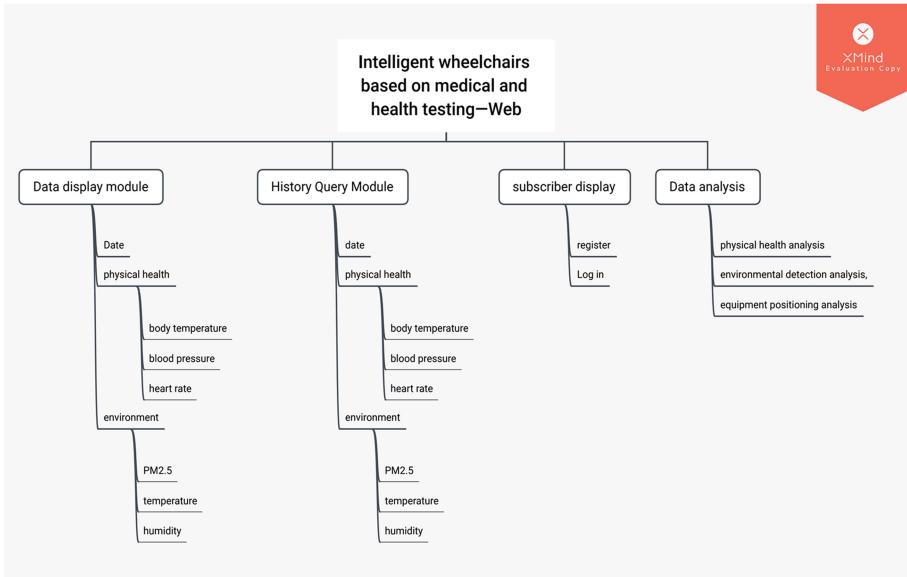 Intelligent wheelchairs
based on medical and
health testing—Web
XMind
Evaluation Copy
Data display module
Date
physical health
body temperature
blood pressure
heart rate
environment
PM2.5
temperature
humidity
History Query Module
date
physical health
body temperature
blood pressure
heart rate
environment
PM2.5
temperature
humidity
subscriber display
register
Log in
Data analysis
physical health analysis
environmental detection analysis,
equipment positioning analysis